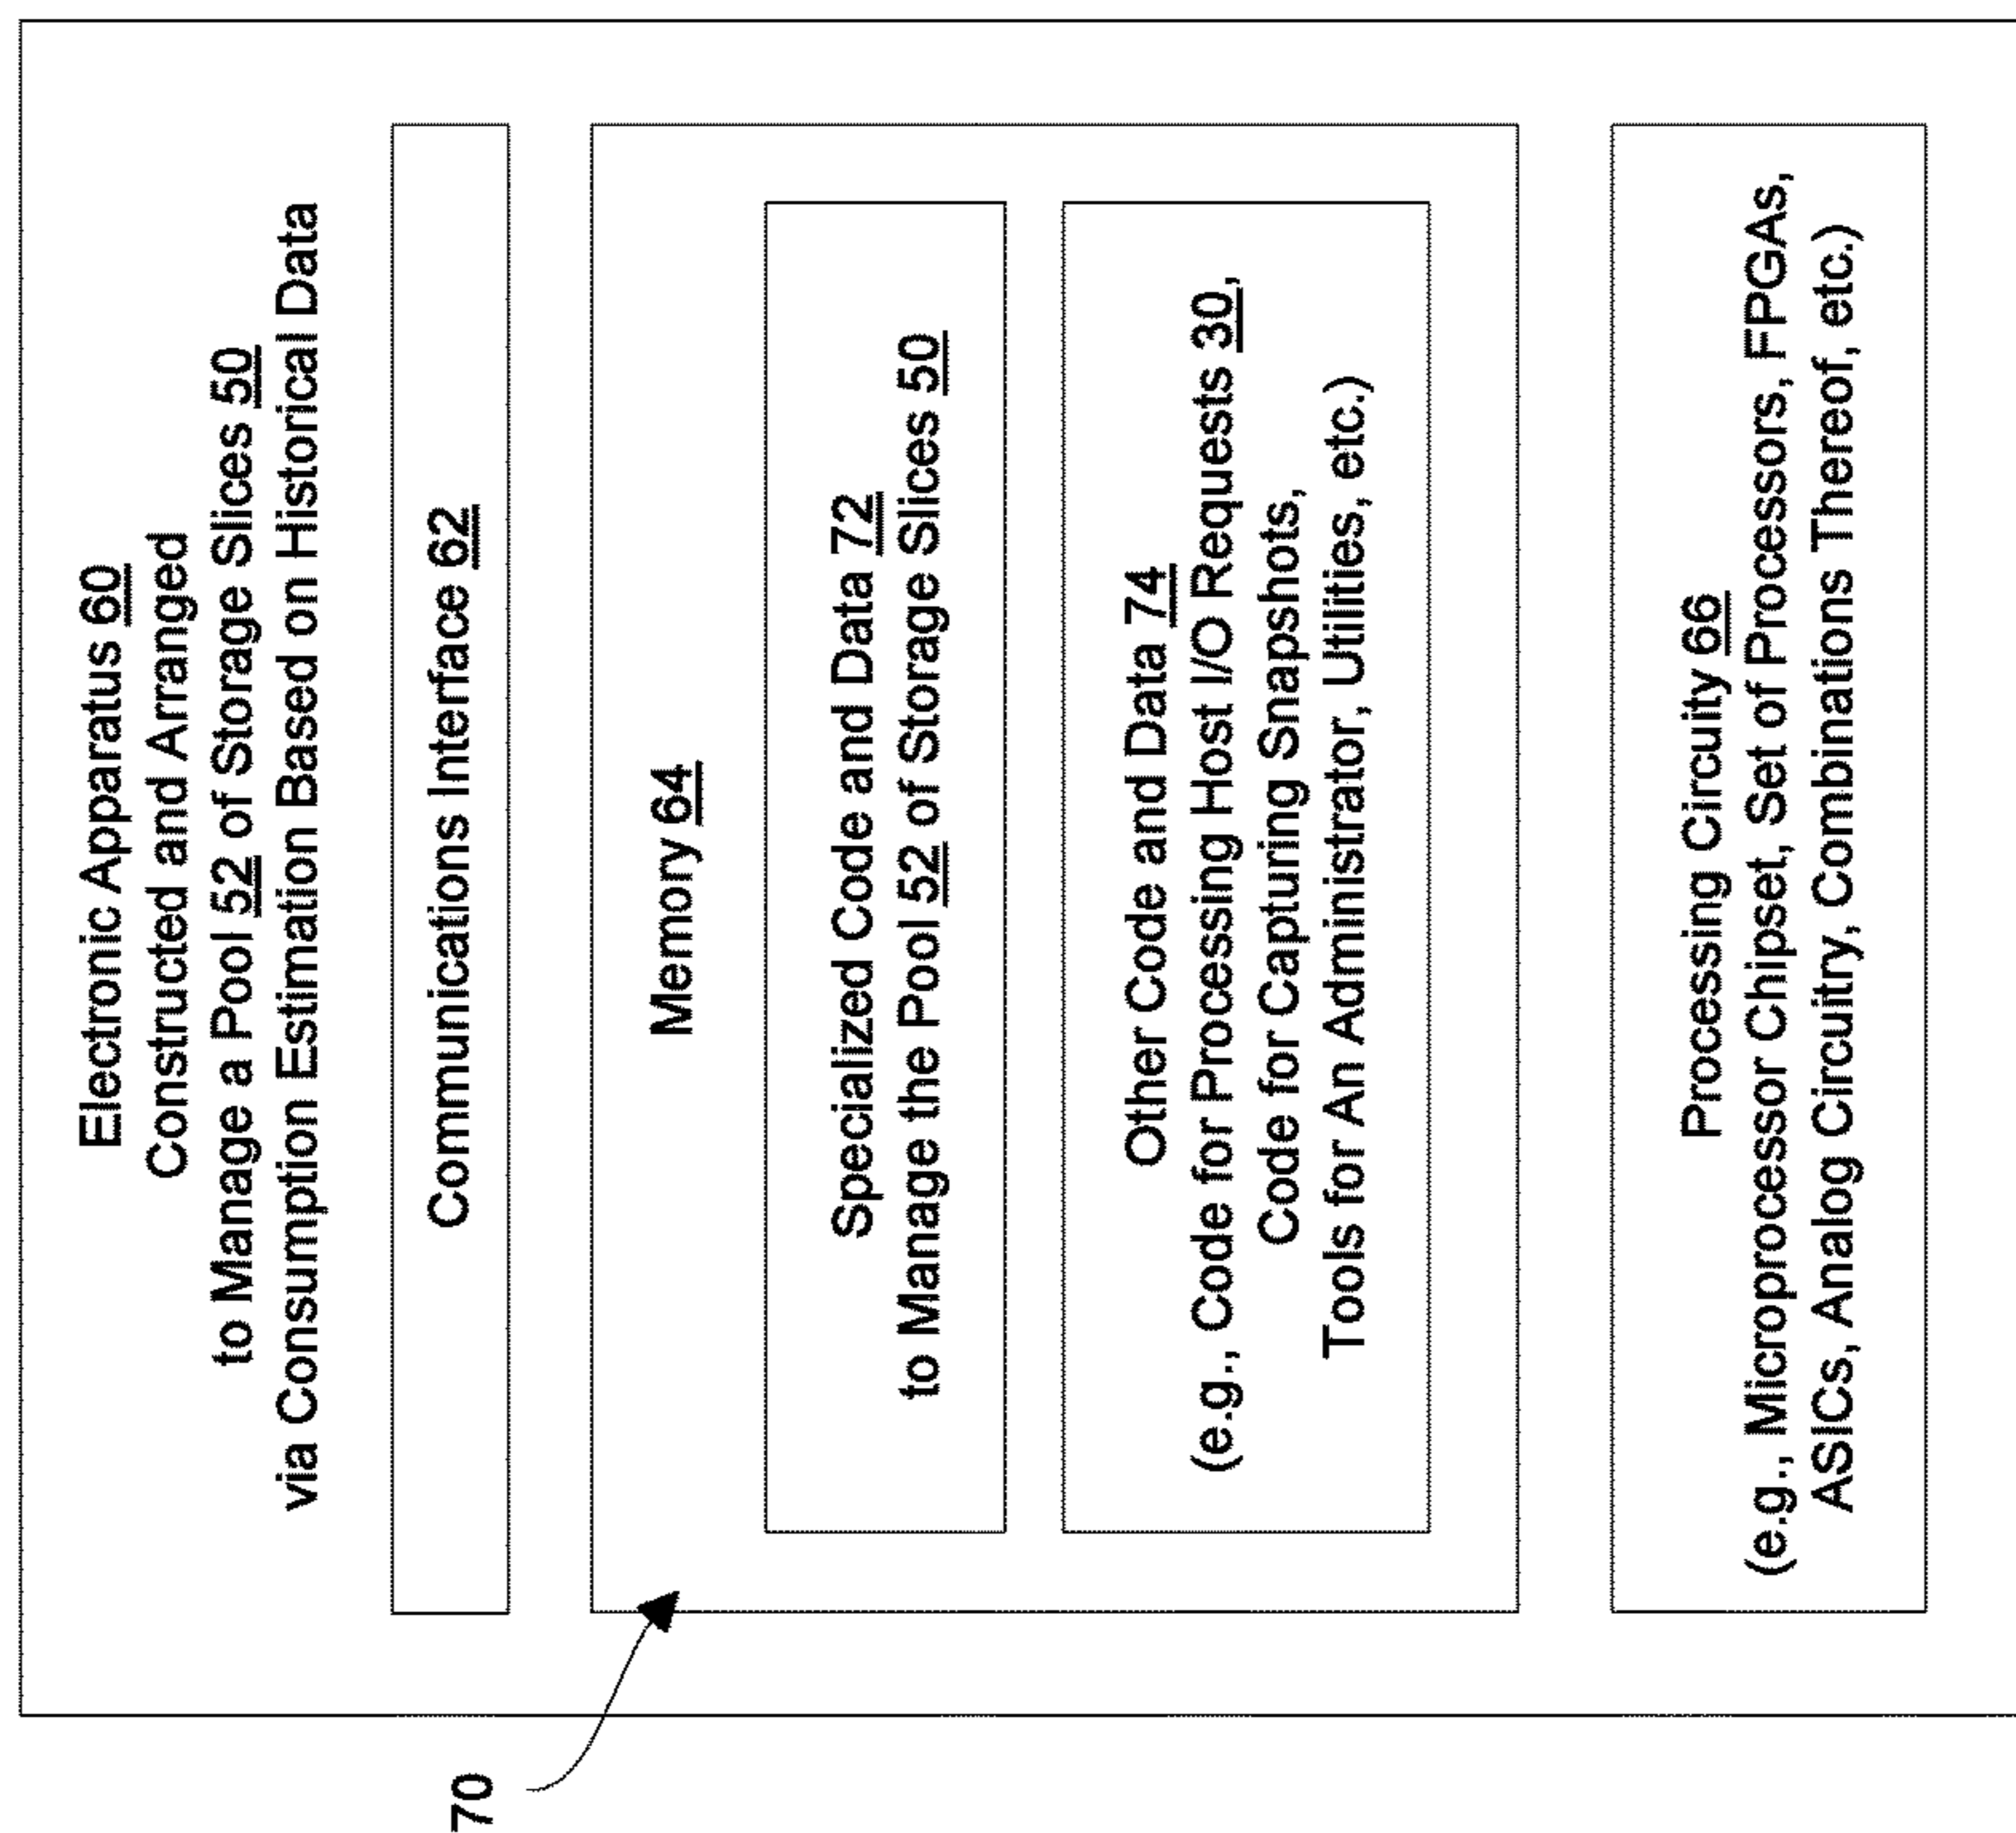 Electronic Apparatus 60
Constructed and Arranged
to Manage a Pool 52 of Storage Slices 50
via Consumption Estimation Based on Historical Data
Communications Interface 62
Memory 64
Specialized Code and Data 72
to Manage the Pool 52 of Storage Slices 50
Other Code and Data 74
(e.g., Code for Processing Host I/O Requests 30,
Code for Capturing Snapshots,
Tools for An Administrator, Utilities, etc.)
Processing Circuity 66
(e.g., Microprocessor Chipset, Set of Processors, FPGAs,
ASICs, Analog Circuitry, Combinations Thereof, etc.)
70